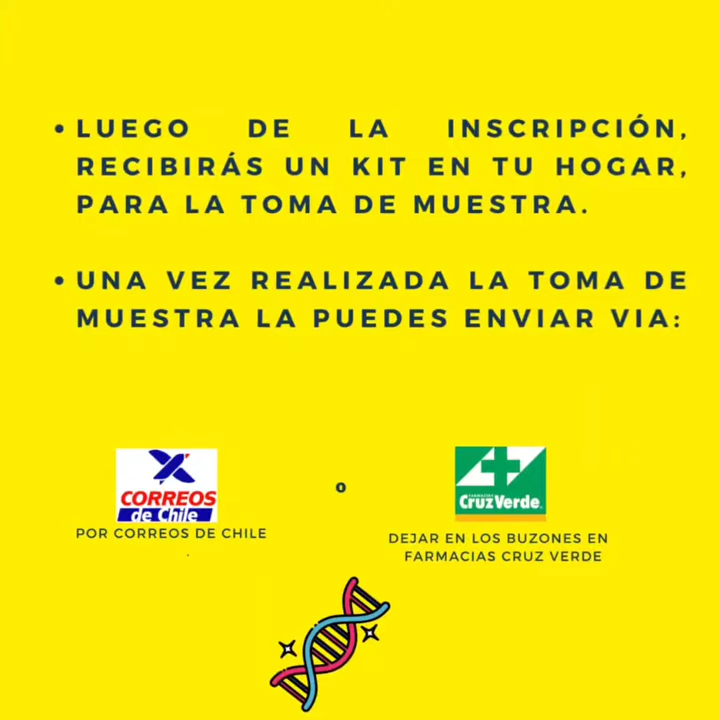 • LUEGO DE LA INSCRIPCIÓN,
RECIBIRÁS UN KIT EN TU HOGAR,
PARA LA TOMA DE MUESTRA.
• UNA VEZ REALIZADA LA TOMA DE
MUESTRA LA PUEDES ENVIAR VIA:
CORREOS
de Chile
POR CORREOS DE CHILE
.
o
FARMACIAS
CruzVerde
DEJAR EN LOS BUZONES EN
FARMACIAS CRUZ VERDE